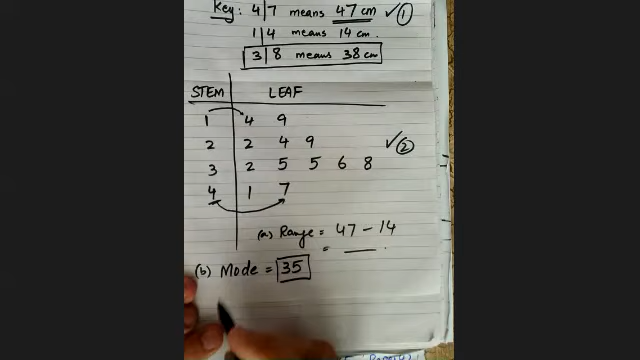 Key: 4|7 means 47 cm ✓①
1|4 means 14 cm.
3|8 means 38 cm
STEM LEAF
1 4 9
2 2 4 9 ✓②
3 2 5 5 6 8
4 1 7
(a) Range = 47 - 14
=
(b) Mode = 35